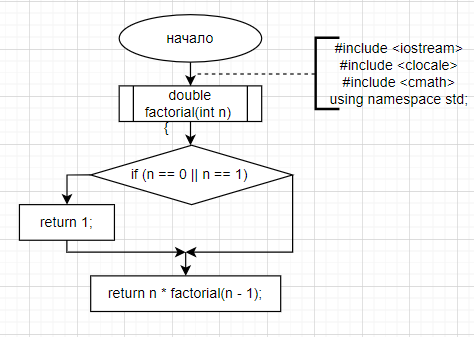 начало
#include <iostream>
#include <clocale>
#include <cmath>
using namespace std;
double
factorial(int n)
{
if (n == 0 || n == 1)
return 1;
return n * factorial(n - 1);